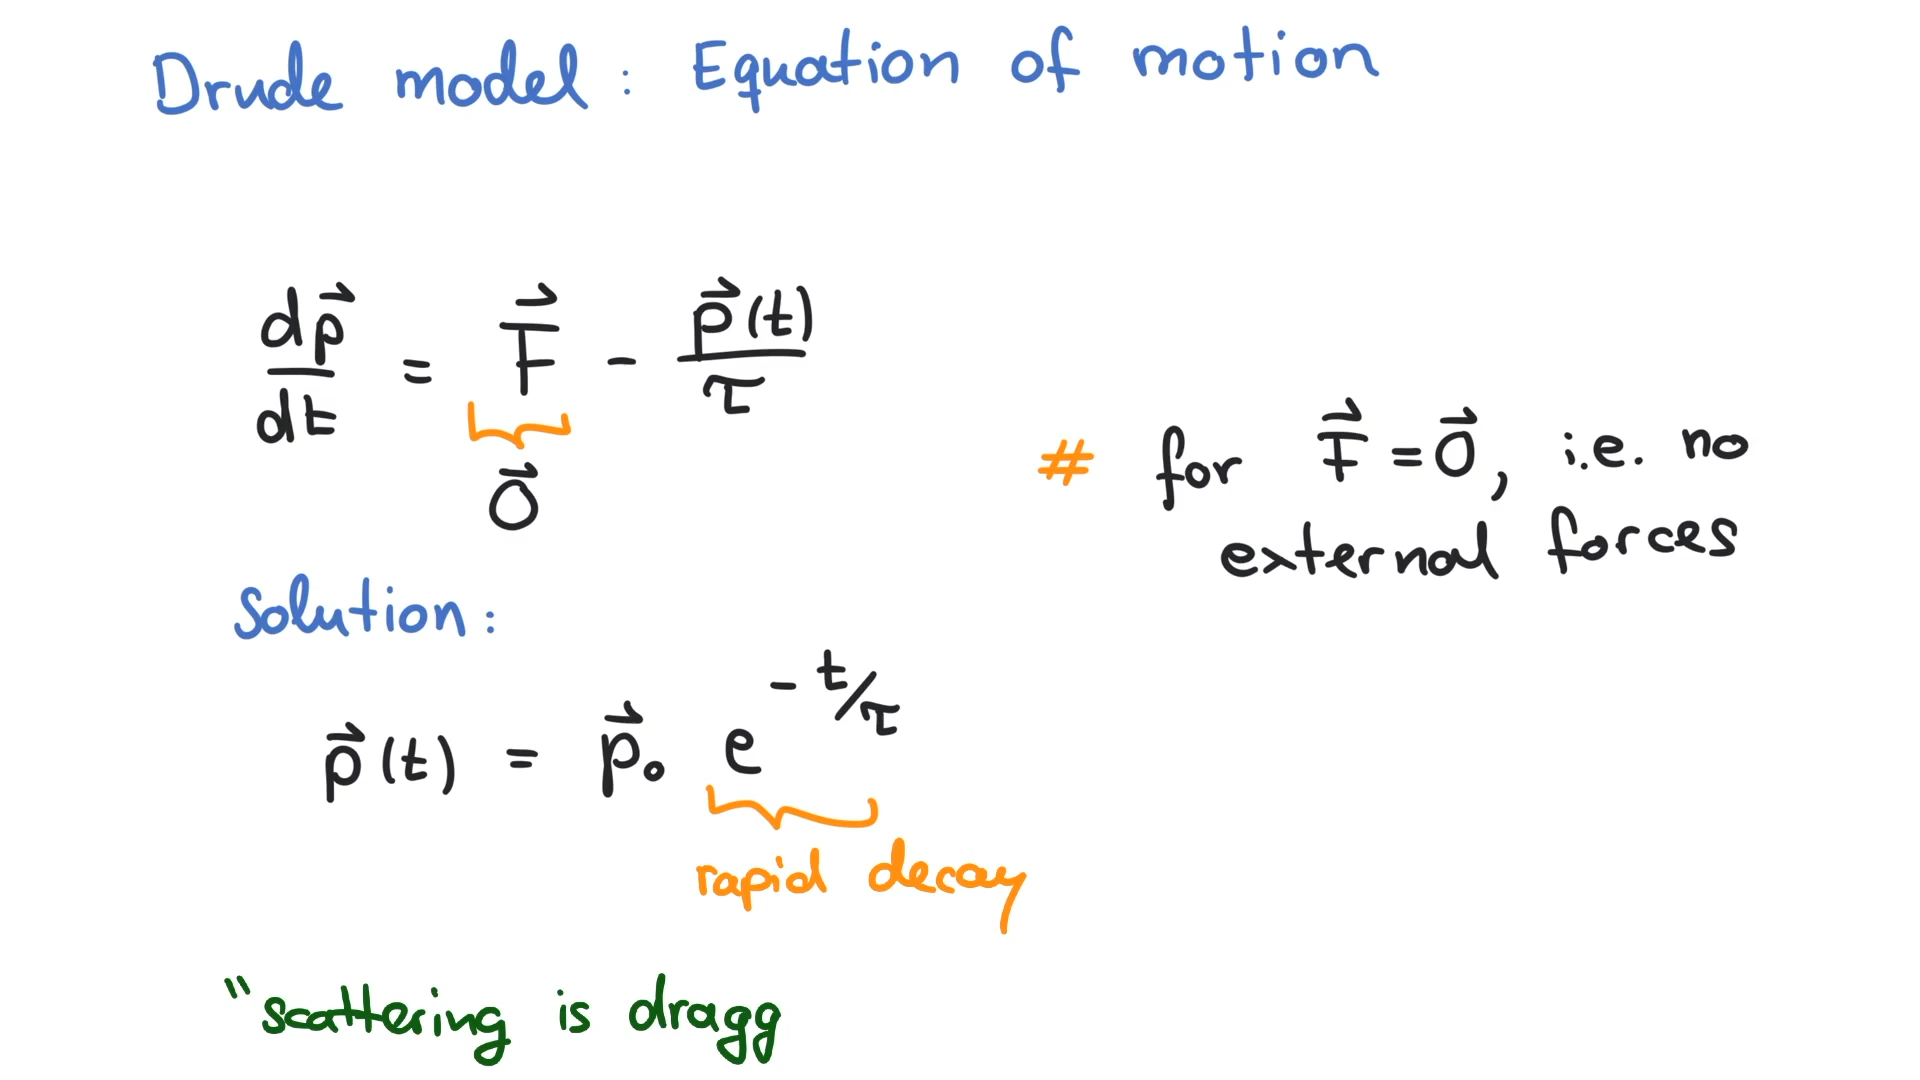 Drude model: Equation of motion
dp⃗/dt = F⃗ - p⃗(t)/τ
0⃗
# for F⃗ = 0⃗, i.e. no
external forces
solution:
p⃗(t) = p⃗₀ e^(-t/τ)
rapid decay
"scattering is dragg